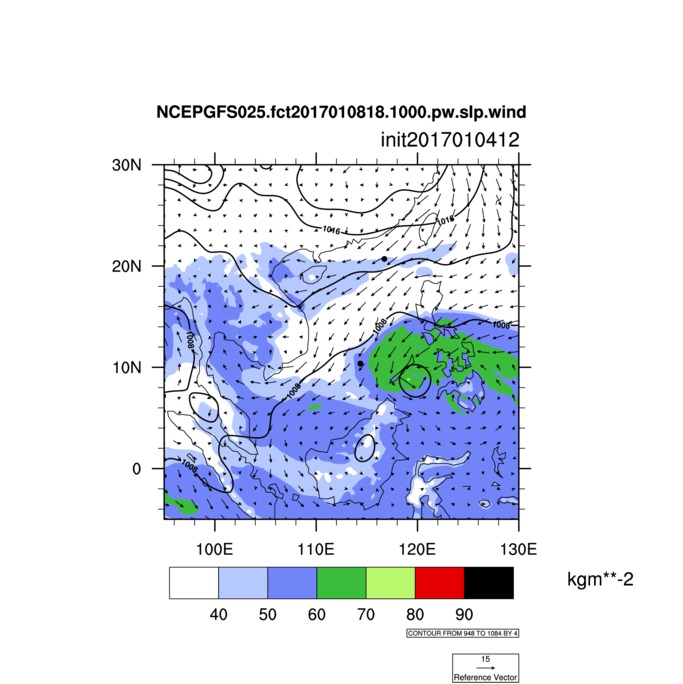 NCEPGFS025.fct2017010818.1000.pw.slp.wind
init2017010412
30N
20N
10N
0
1016
1016
1008
1008
1008
1008
1008
100E
110E
120E
130E
40
50
60
70
80
90
kgm**-2
CONTOUR FROM 948 TO 1084 BY 4
15
Reference Vector